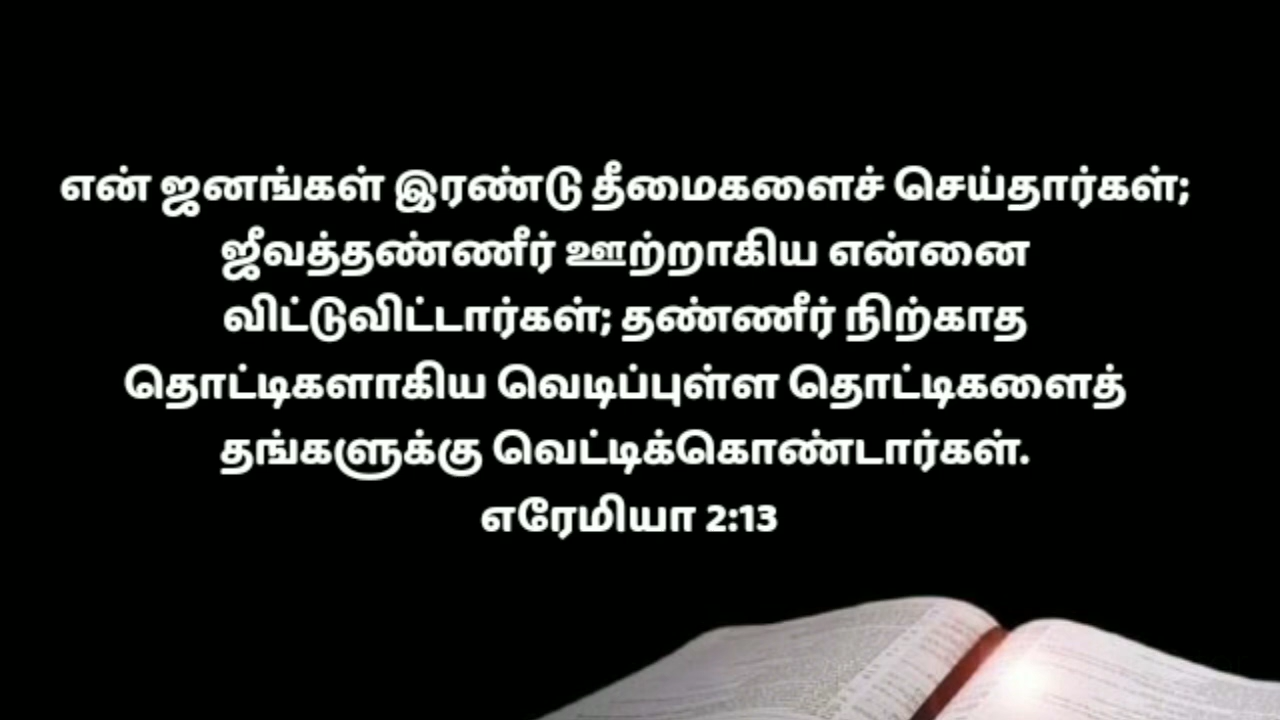 என் ஜனங்கள் இரண்டு தீமைகளைச் செய்தார்கள்;
ஜீவத்தண்ணீர் ஊற்றாகிய என்னை
விட்டுவிட்டார்கள்; தண்ணீர் நிற்காத
தொட்டிகளாகிய வெடிப்புள்ள தொட்டிகளைத்
தங்களுக்கு வெட்டிக்கொண்டார்கள்.
எரேமியா 2:13